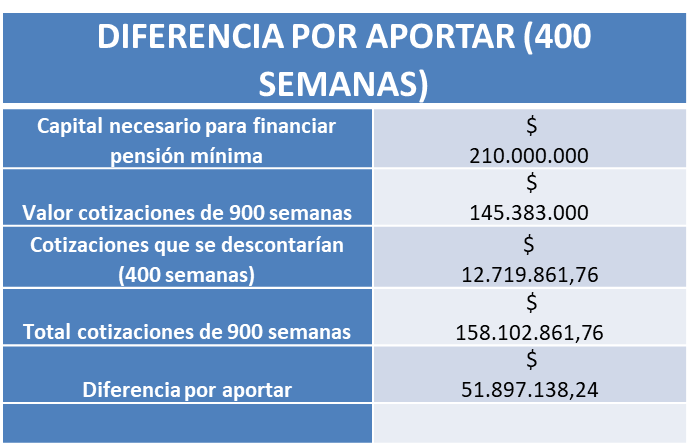 DIFERENCIA POR APORTAR (400
SEMANAS)
Capital necesario para financiar
pensión mínima
$
210.000.000
Valor cotizaciones de 900 semanas
$
145.383.000
Cotizaciones que se descontarían
(400 semanas)
$
12.719.861,76
Total cotizaciones de 900 semanas
$
158.102.861,76
Diferencia por aportar
$
51.897.138,24